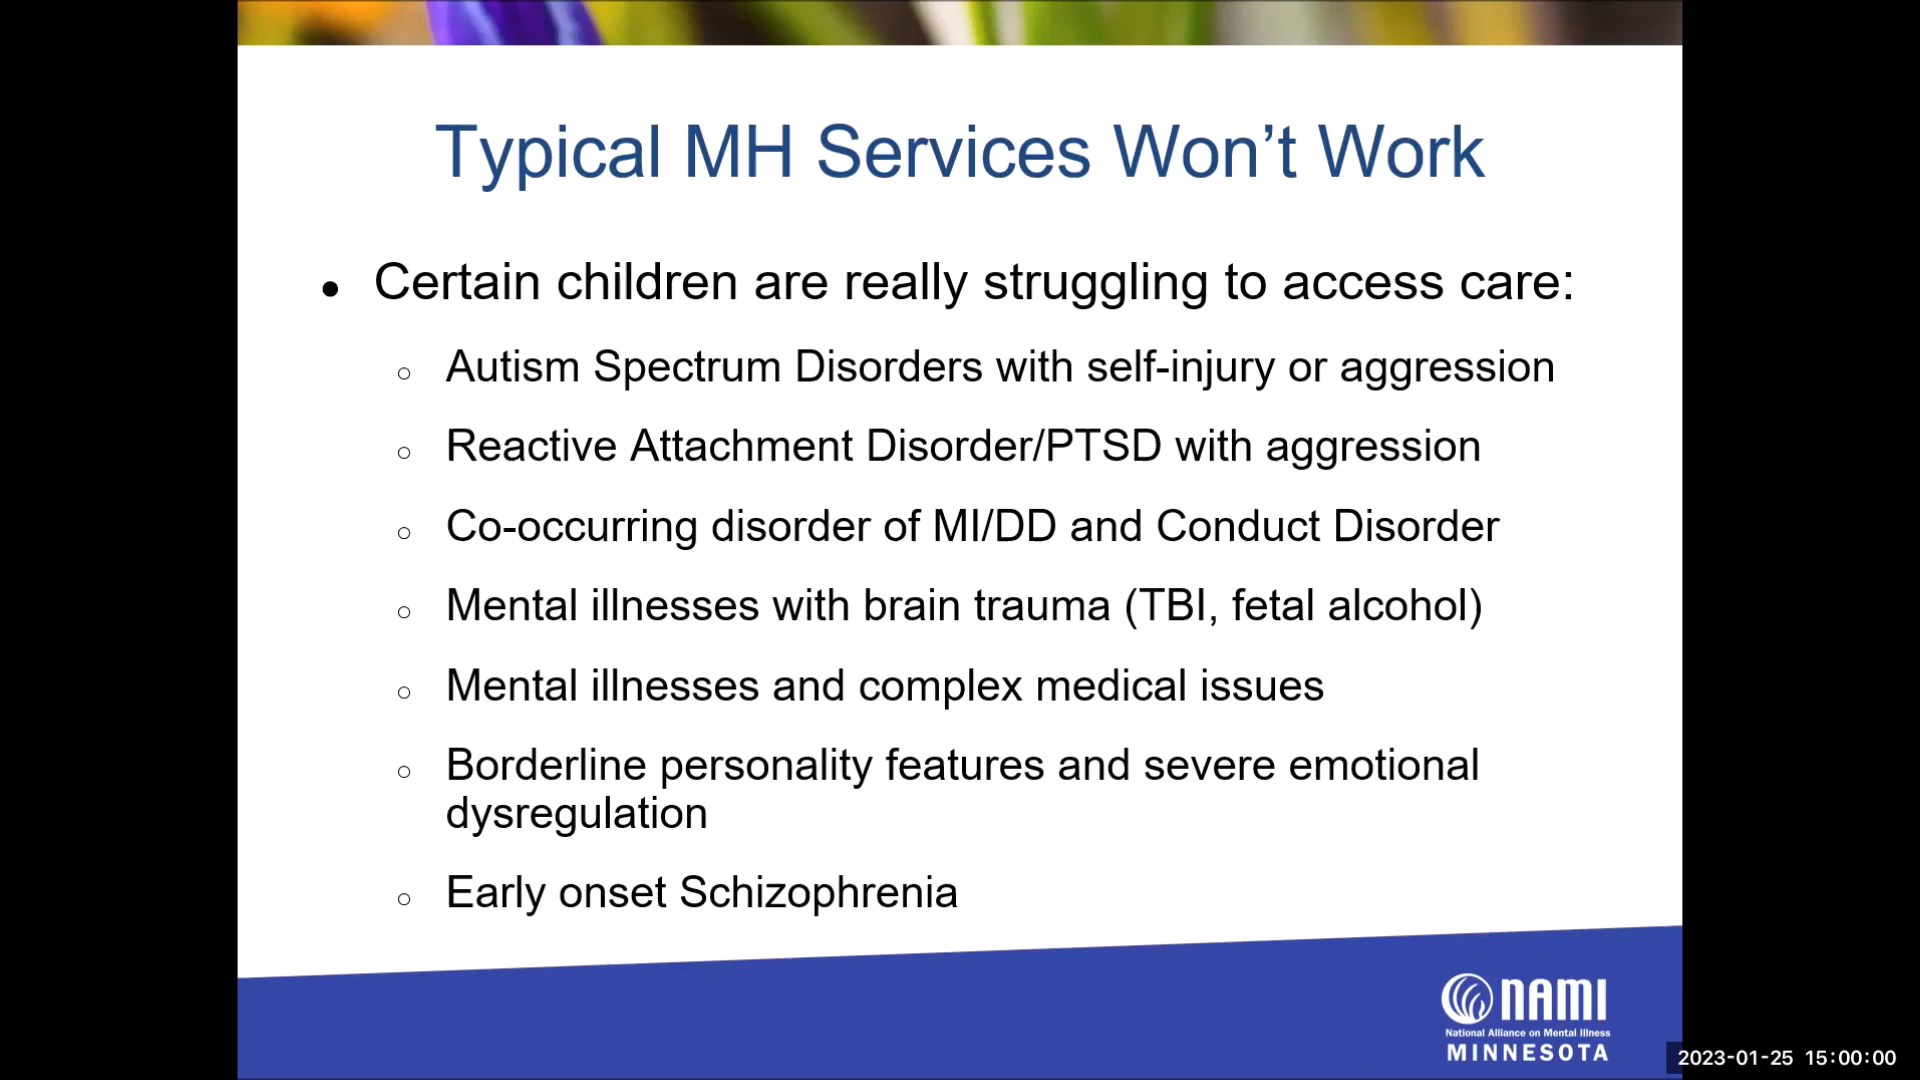 Typical MH Services Won’t Work
● Certain children are really struggling to access care:
○ Autism Spectrum Disorders with self-injury or aggression
○ Reactive Attachment Disorder/PTSD with aggression
○ Co-occurring disorder of MI/DD and Conduct Disorder
○ Mental illnesses with brain trauma (TBI, fetal alcohol)
○ Mental illnesses and complex medical issues
○ Borderline personality features and severe emotional
dysregulation
○ Early onset Schizophrenia
NAMI
National Alliance on Mental Illness
MINNESOTA
2023-01-25 15:00:00